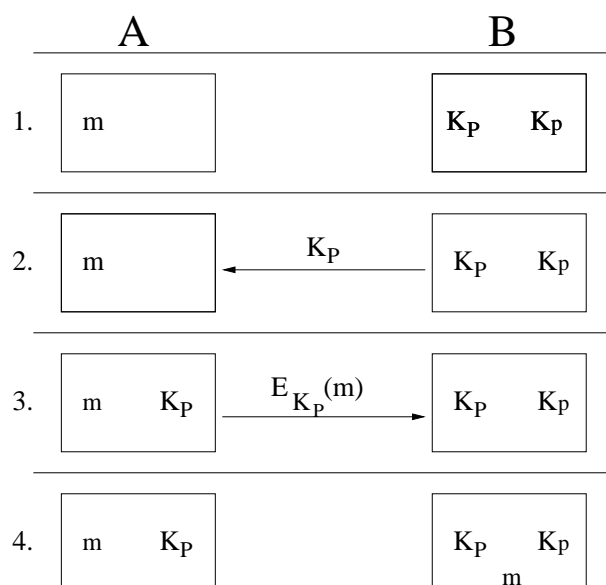 A B
1. m K_P K_p
2. m K_P K_P K_p
3. m K_P E_{K_P}(m) K_P K_p
4. m K_P K_P K_p
m